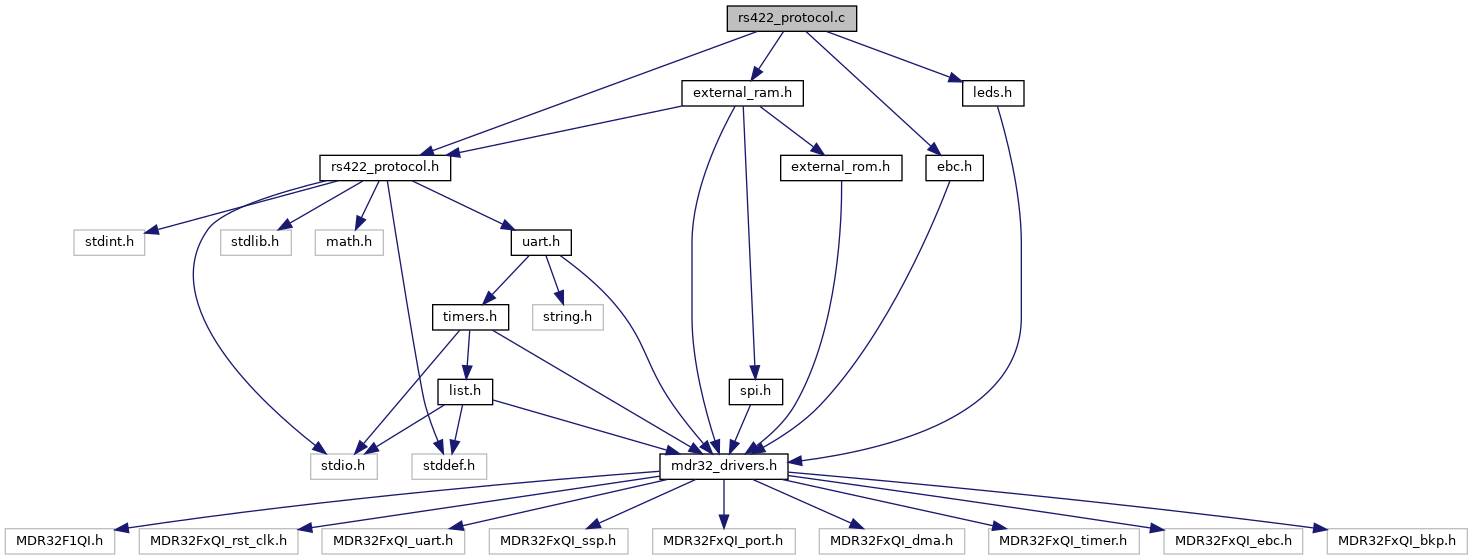 rs422_protocol.c
external_ram.h
leds.h
rs422_protocol.h
external_rom.h
ebc.h
stdint.h
stdlib.h
math.h
uart.h
timers.h
string.h
list.h
spi.h
stdio.h
stddef.h
mdr32_drivers.h
MDR32F1QI.h
MDR32FxQI_rst_clk.h
MDR32FxQI_uart.h
MDR32FxQI_ssp.h
MDR32FxQI_port.h
MDR32FxQI_dma.h
MDR32FxQI_timer.h
MDR32FxQI_ebc.h
MDR32FxQI_bkp.h